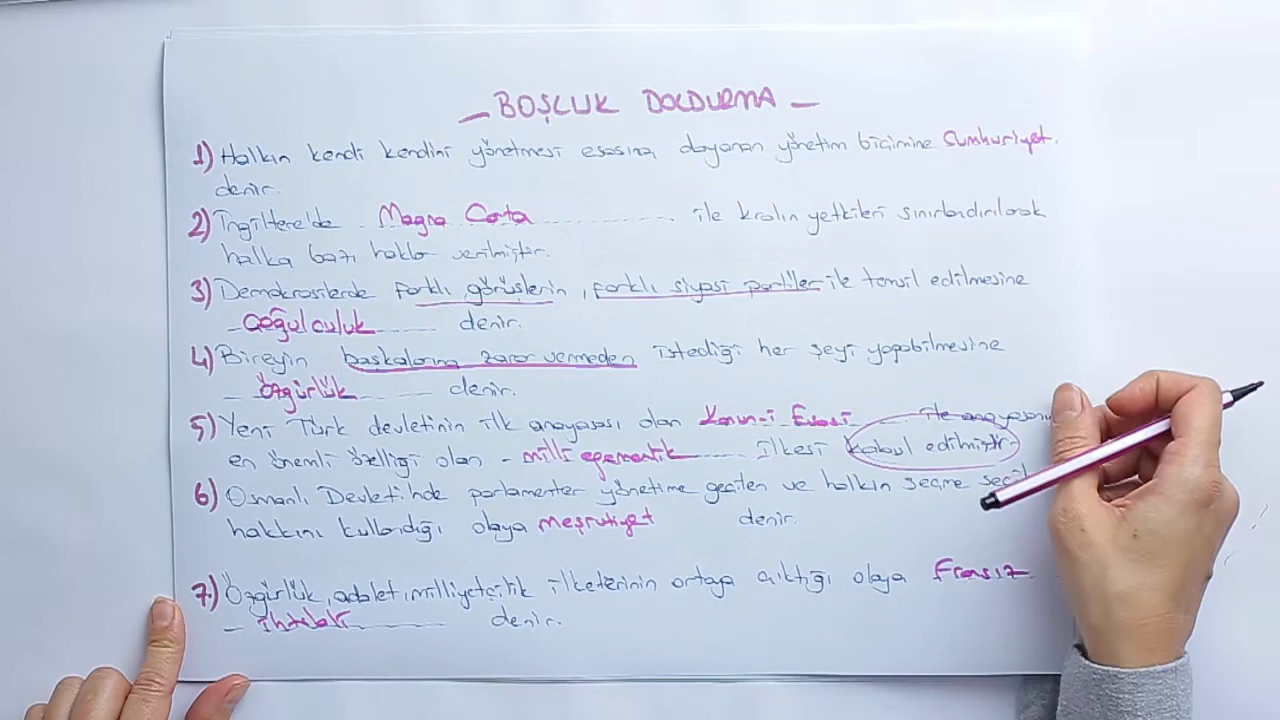 _ BOŞLUK DOLDURMA _
1) Halkın kendi kendini yönetmesi esasına dayanan yönetim biçimine Cumhuriyet.
denir.
2) İngiltere'de Magna Carta ile kralın yetkileri sınırlandırılarak
halka bazı haklar verilmiştir.
3) Demokrasilerde farklı görüşlerin, farklı siyasi partiler ile temsil edilmesine
çoğulculuk denir.
4) Bireyin başkalarına zarar vermeden istediği her şeyi yapabilmesine
özgürlük denir.
5) Yeni Türk devletinin ilk anayasası olan Kanun-i Esasi ile anayasanın
en önemli özelliği olan milli egemenlik ilkesi kabul edilmiştir.
6) Osmanlı Devleti'nde parlamenter yönetime geçilen ve halkın seçme
hakkını kullandığı olaya meşrutiyet denir.
7) Özgürlük, adalet, milliyetçilik ilkelerinin ortaya çıktığı olaya Fransız
ihtilali denir.